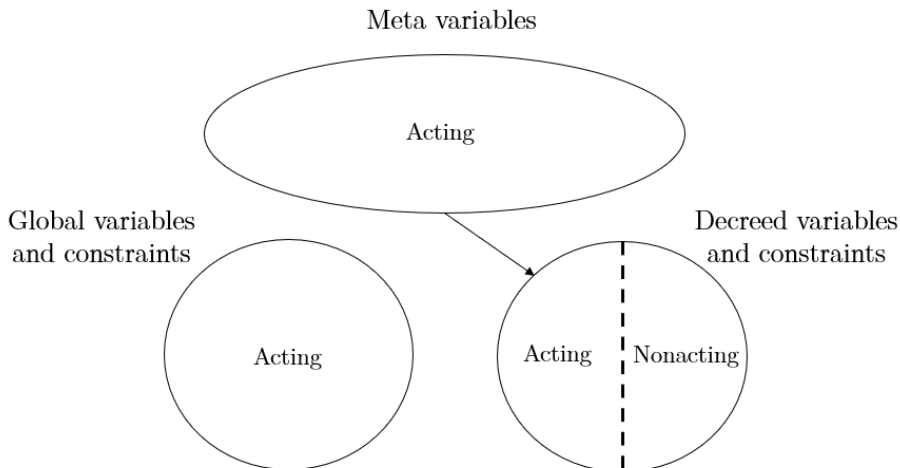 Meta variables
Acting
Global variables
and constraints
Decreed variables
and constraints
Acting
Acting
Nonacting